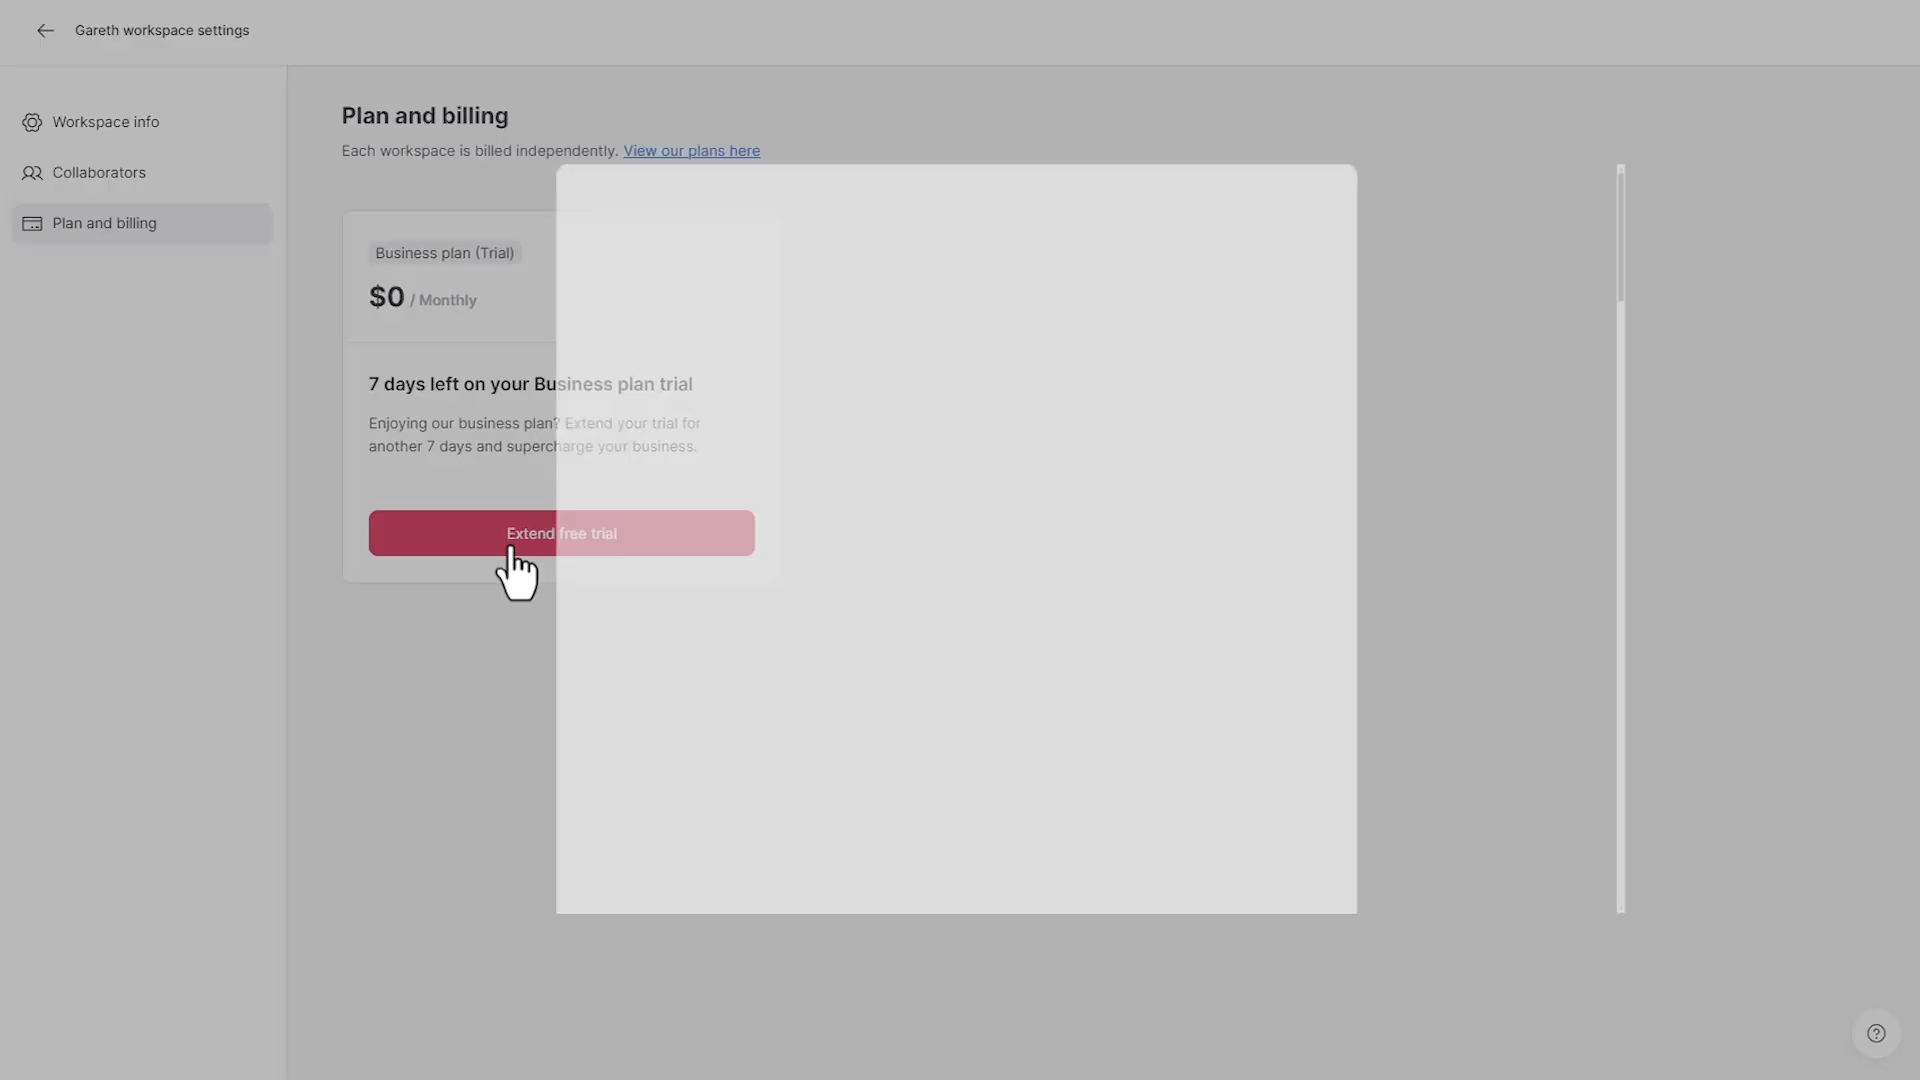 Gareth workspace settings
Workspace info
Collaborators
Plan and billing
Plan and billing
Each workspace is billed independently. View our plans here
Business plan (Trial)
$0 / Monthly
7 days left on your Business plan trial
Enjoying our business plan? Extend your trial for
another 7 days and supercharge your business.
Extend free trial